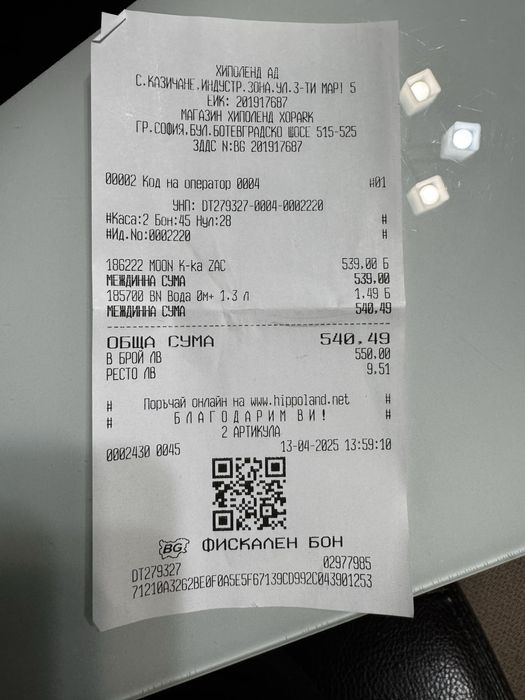 ХИПОЛЕНД АД
С.КАЗИЧАНЕ,ИНДУСТР.ЗОНА,УЛ.3-ТИ МАРТ 5
ЕИК: 201917687
МАГАЗИН ХИПОЛЕНД XOPARK
ГР.СОФИЯ,БУЛ.БОТЕВГРАДСКО ШОСЕ 515-525
ЗДДС N:BG 201917687
00002 Код на оператор 0004 #01
УНП: DT279327-0004-0002220
#Каса:2 Бон:45 Нул:28 #
#Ид.No:0002220 #
186222 MOON K-ka ZAC 539.00 Б
МЕЖДИННА СУМА 539.00
185700 BN Вода 0м+ 1.3 л 1.49 Б
МЕЖДИННА СУМА 540.49
ОБЩА СУМА 540.49
В БРОЙ ЛВ 550.00
РЕСТО ЛВ 9.51
# Поръчай онлайн на www.hippoland.net #
# Б Л А Г О Д А Р И М В И ! #
2 АРТИКУЛА
0002430 0045 13-04-2025 13:59:10
BG ФИСКАЛЕН БОН
DT279327 02977985
71210A3262BE0F0A5E5F67139CD992C043901253